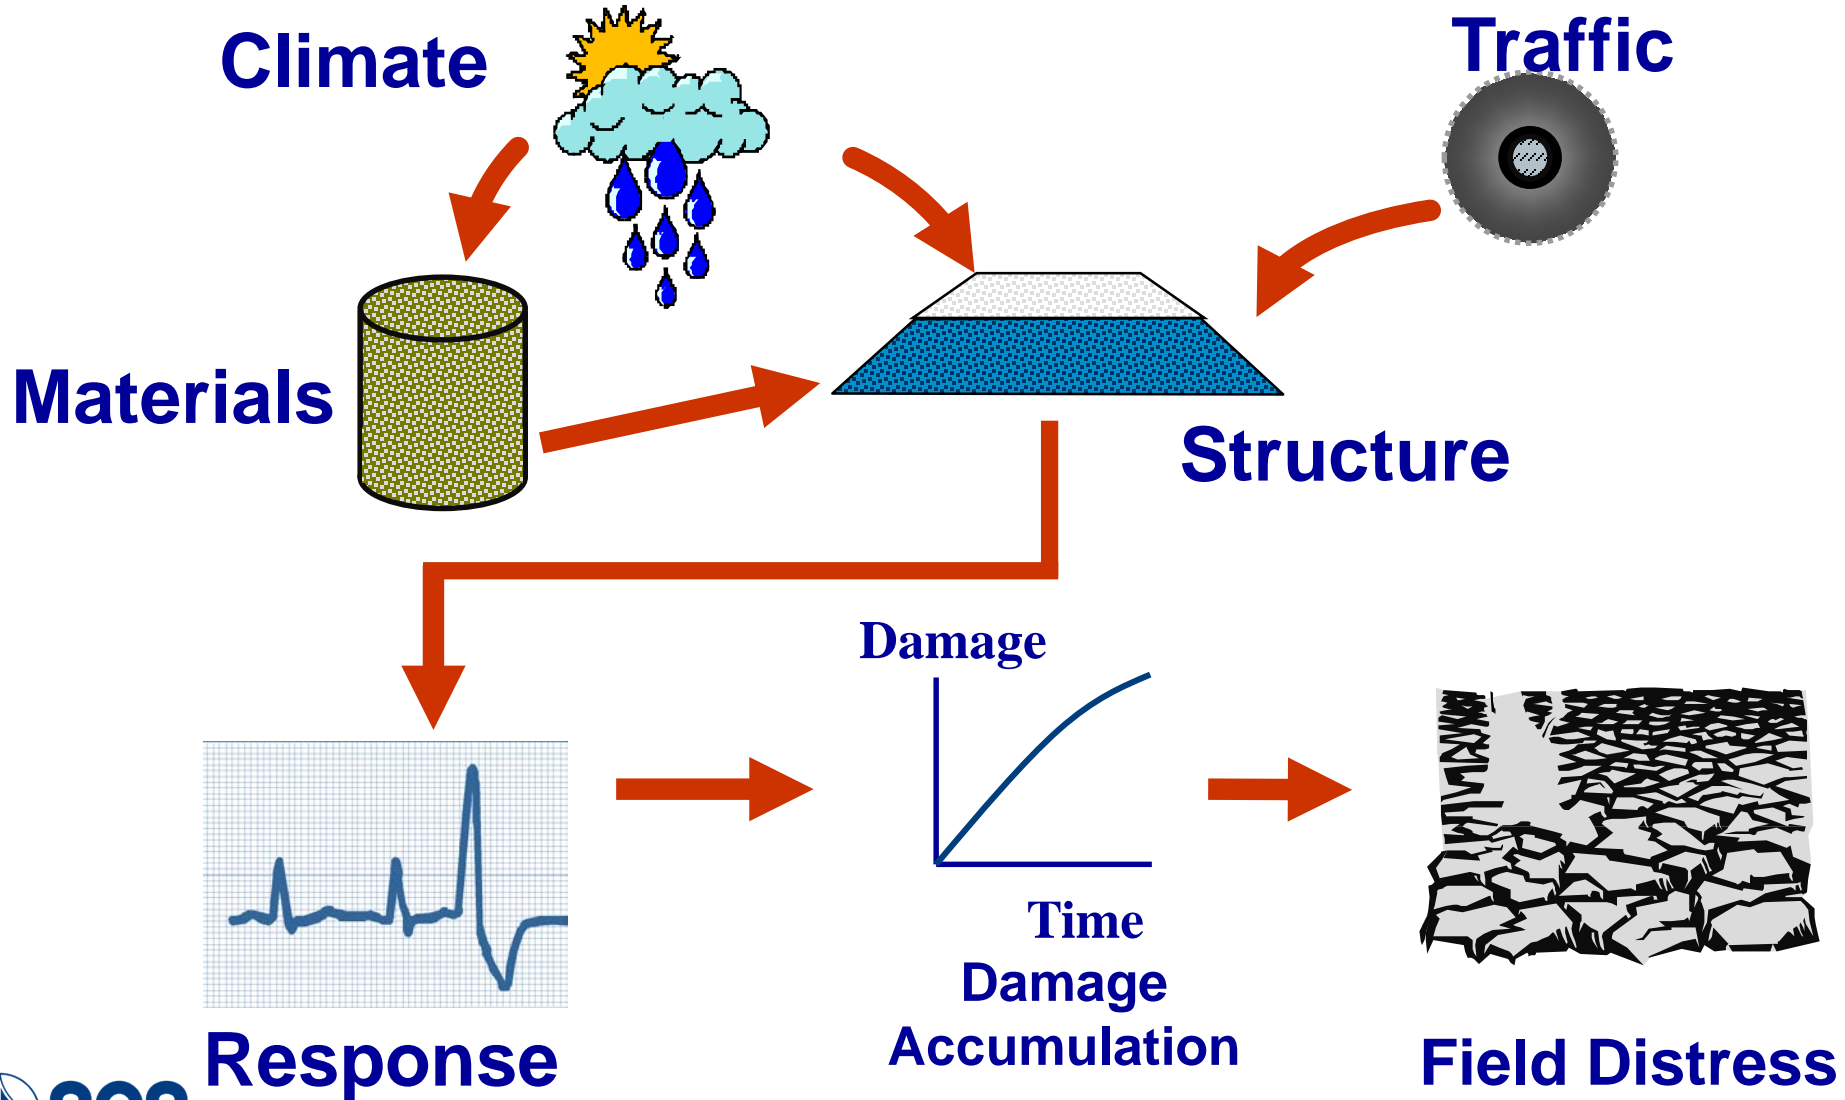 Climate
Traffic
Materials
Structure
Damage
Time
Damage
Accumulation
Response
Field Distress